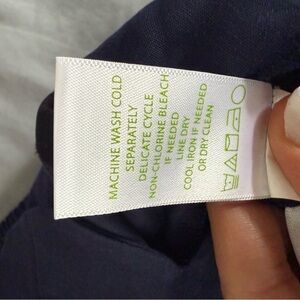 MACHINE WASH COLD
SEPARATELY
DELICATE CYCLE
NON-CHLORINE BLEACH
IF NEEDED
LINE DRY
COOL IRON IF NEEDED
OR DRY CLEAN